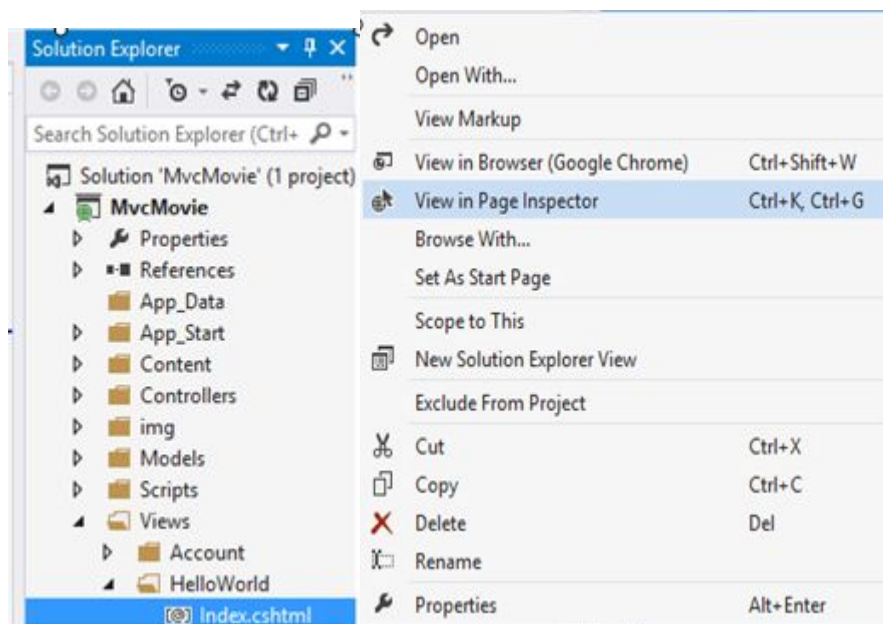 Solution Explorer
Search Solution Explorer (Ctrl+
Solution 'MvcMovie' (1 project)
MvcMovie
Properties
References
App_Data
App_Start
Content
Controllers
img
Models
Scripts
Views
Account
HelloWorld
Index.cshtml
Open
Open With...
View Markup
View in Browser (Google Chrome) Ctrl+Shift+W
View in Page Inspector Ctrl+K, Ctrl+G
Browse With...
Set As Start Page
Scope to This
New Solution Explorer View
Exclude From Project
Cut Ctrl+X
Copy Ctrl+C
Delete Del
Rename
Properties Alt+Enter